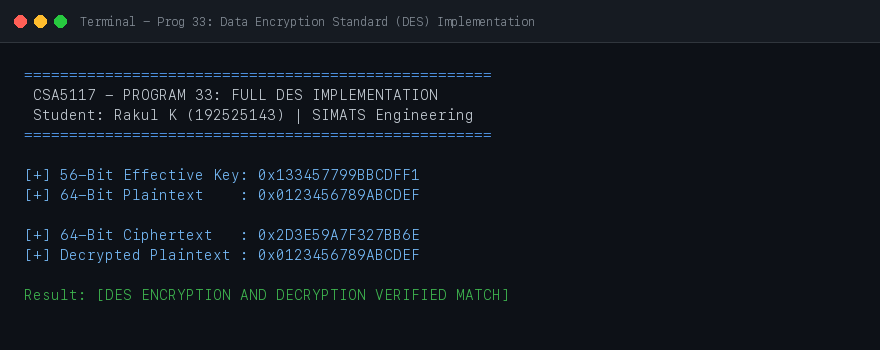 Terminal — Prog 33: Data Encryption Standard (DES) Implementation
====================================================
CSA5117 — PROGRAM 33: FULL DES IMPLEMENTATION
Student: Rakul K (192525143) | SIMATS Engineering
====================================================
[+] 56-Bit Effective Key: 0x133457799BBCDFF1
[+] 64-Bit Plaintext    : 0x0123456789ABCDEF
[+] 64-Bit Ciphertext   : 0x2D3E59A7F327BB6E
[+] Decrypted Plaintext : 0x0123456789ABCDEF
Result: [DES ENCRYPTION AND DECRYPTION VERIFIED MATCH]